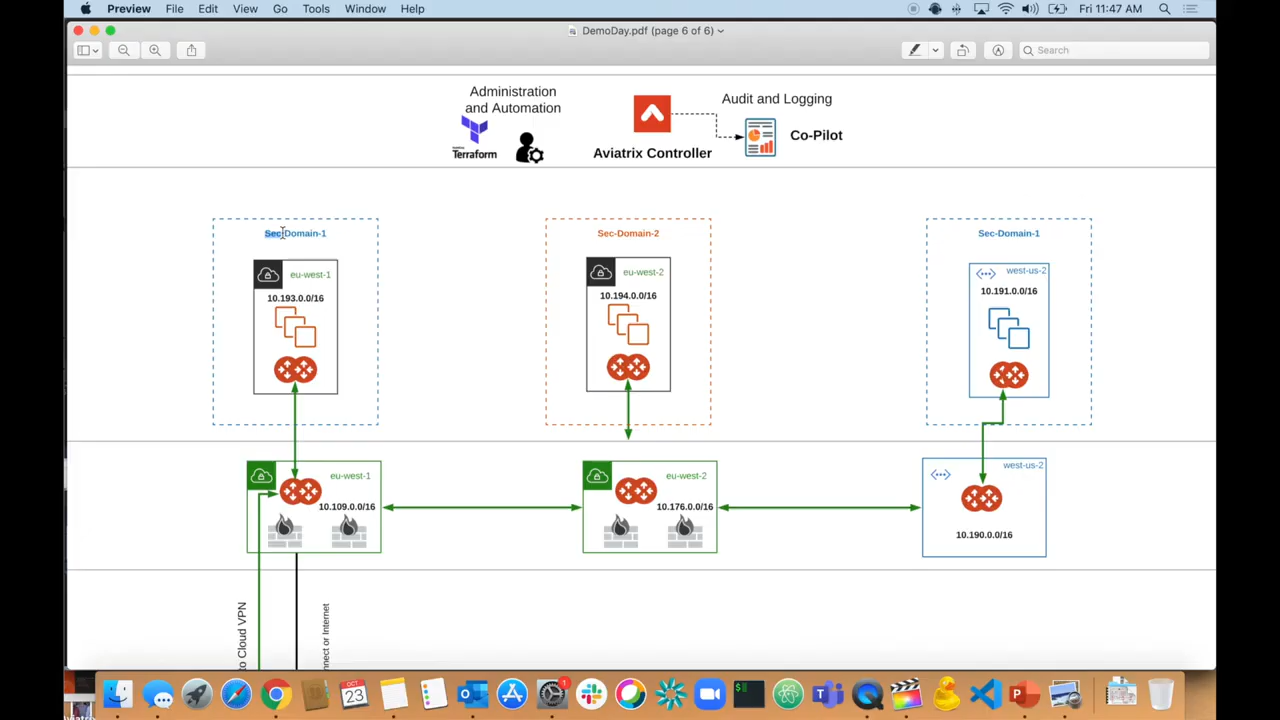 Preview File Edit View Go Tools Window Help
Fri 11:47 AM
DemoDay.pdf (page 6 of 6)
Search
Administration
and Automation
Terraform
Aviatrix Controller
Audit and Logging
Co-Pilot
Sec-Domain-1
eu-west-1
10.193.0.0/16
Sec-Domain-2
eu-west-2
10.194.0.0/16
Sec-Domain-1
west-us-2
10.191.0.0/16
eu-west-1
10.109.0.0/16
eu-west-2
10.176.0.0/16
west-us-2
10.190.0.0/16
to Cloud VPN
nnect or Internet
OCT
23
1
$